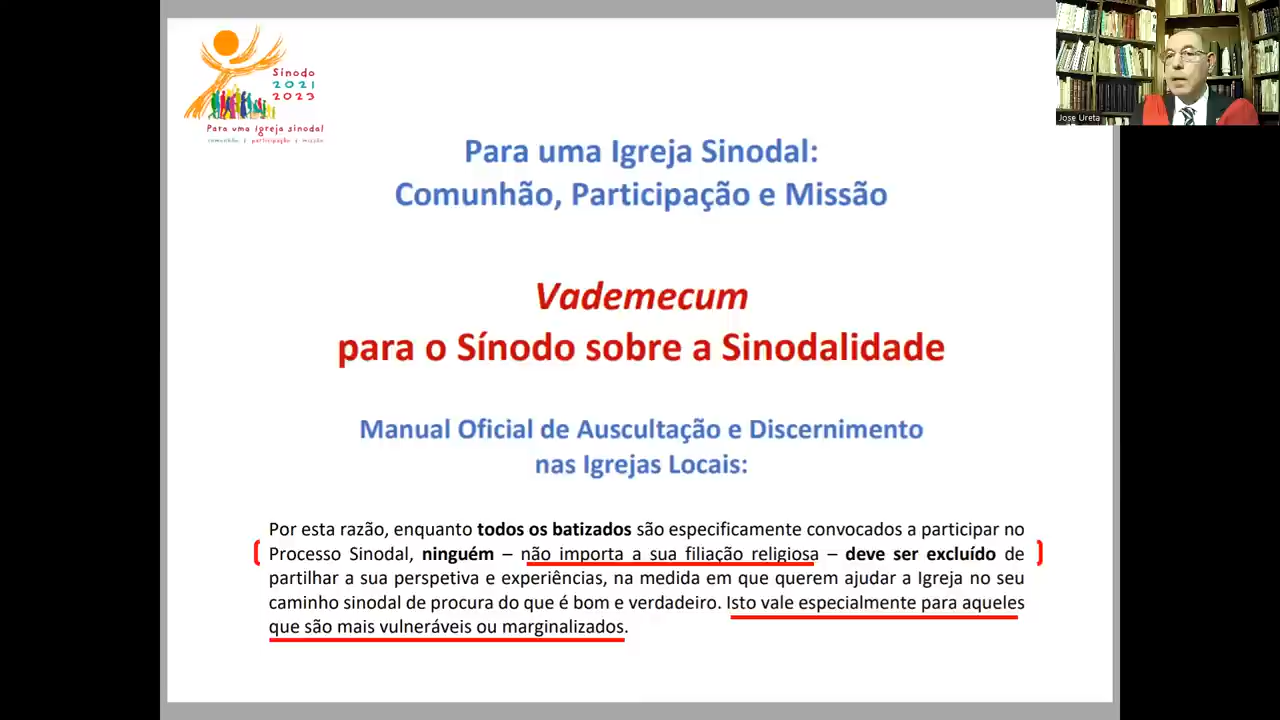 Sínodo
2021
2023
Para uma Igreja sinodal
comunhão | participação | missão
Jose Ureta
Para uma Igreja Sinodal:
Comunhão, Participação e Missão
Vademecum
para o Sínodo sobre a Sinodalidade
Manual Oficial de Auscultação e Discernimento
nas Igrejas Locais:
Por esta razão, enquanto todos os batizados são especificamente convocados a participar no
Processo Sinodal, ninguém – não importa a sua filiação religiosa – deve ser excluído de
partilhar a sua perspetiva e experiências, na medida em que querem ajudar a Igreja no seu
caminho sinodal de procura do que é bom e verdadeiro. Isto vale especialmente para aqueles
que são mais vulneráveis ou marginalizados.